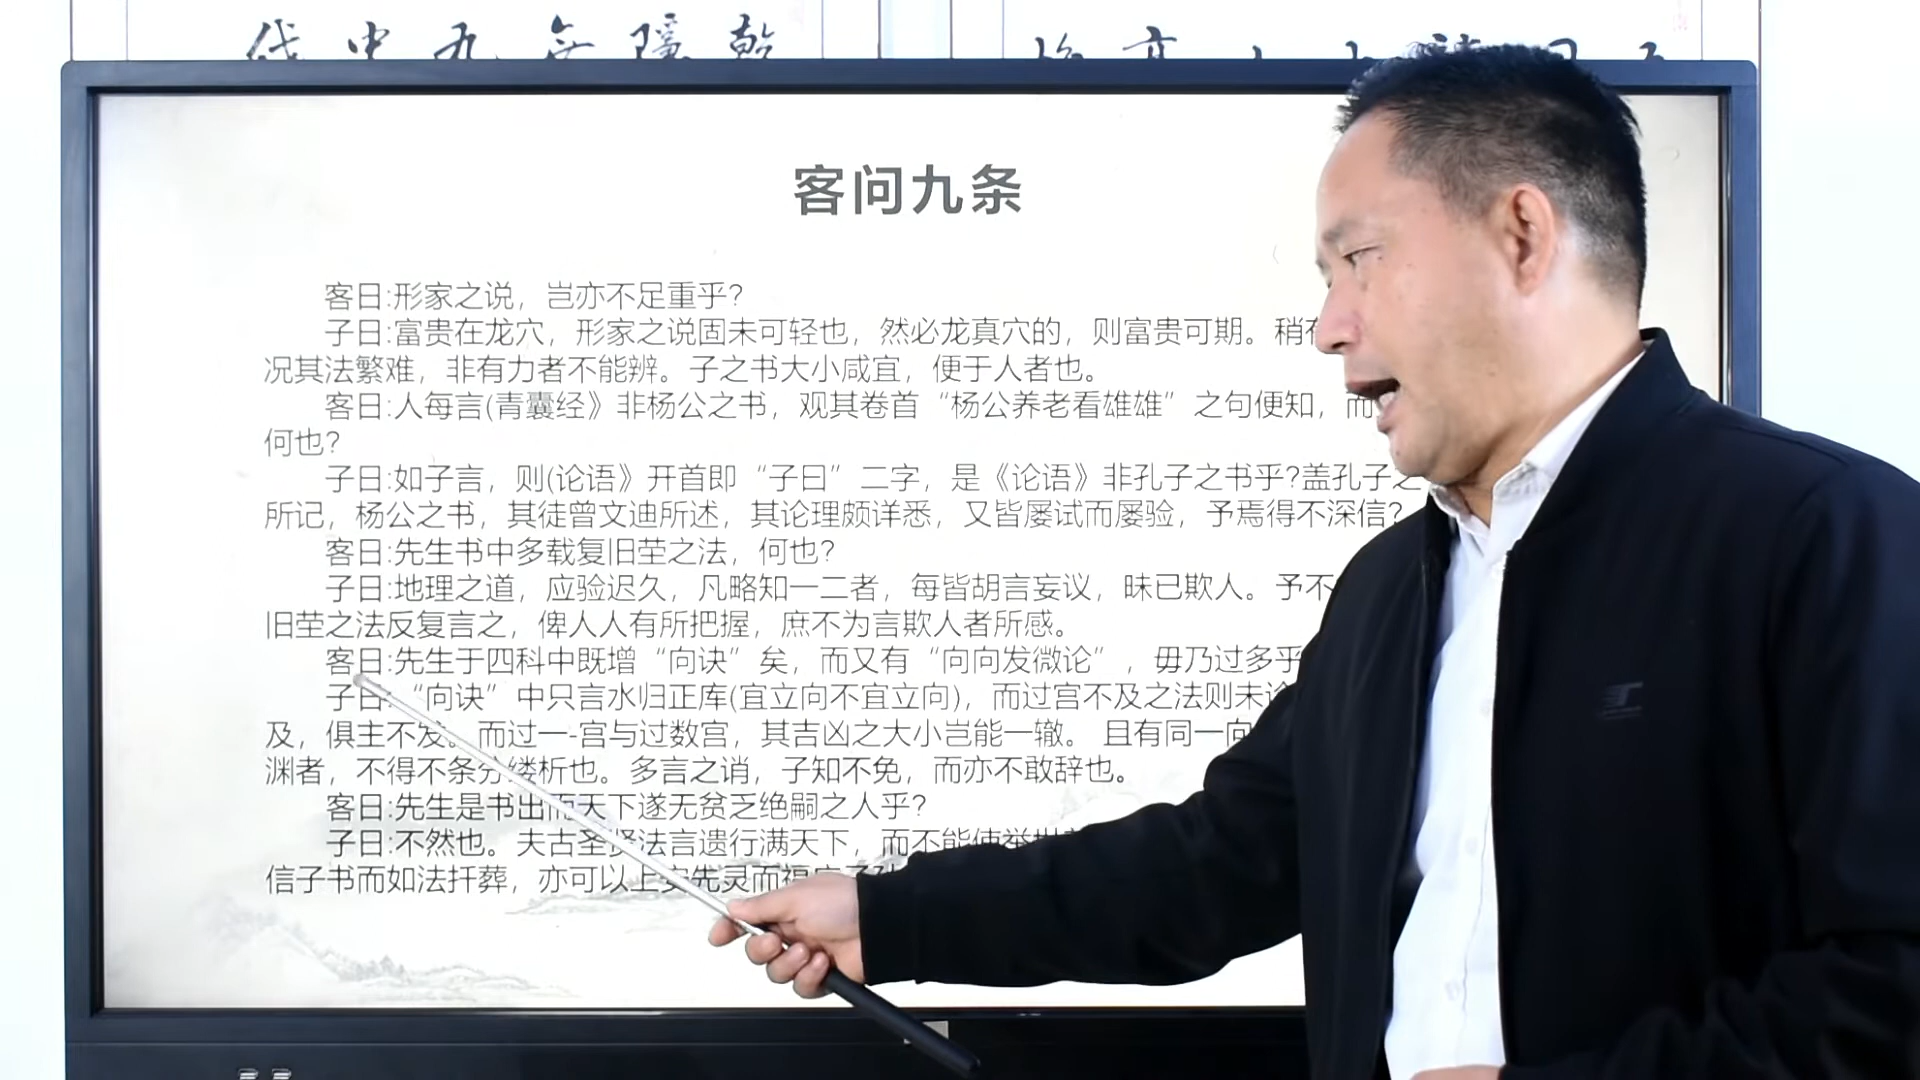 代中九无隐乾
客问九条
客日:形家之说，岂亦不足重乎?
子日:富贵在龙穴，形家之说固未可轻也，然必龙真穴的，则富贵可期。稍
况其法繁难，非有力者不能辨。子之书大小咸宜，便于人者也。
客日:人每言(青囊经》非杨公之书，观其卷首“杨公养老看雄雄”之句便知，而
何也?
子日:如子言，则(论语》开首即“子曰”二字，是《论语》非孔子之书乎?盖孔子之
所记，杨公之书，其徒曾文迪所述，其论理颇详悉，又皆屡试而屡验，予焉得不深信?
客日:先生书中多载复旧茔之法，何也?
子日:地理之道，应验迟久，凡略知一二者，每皆胡言妄议，昧已欺人。予不
旧茔之法反复言之，俾人人有所把握，庶不为言欺人者所感。
客日:先生于四科中既增“向诀”矣，而又有“向向发微论”，毋乃过多乎
子日:“向诀”中只言水归正库(宜立向不宜立向)，而过宫不及之法则未论
及，俱主不发。而过一-宫与过数宫，其吉凶之大小岂能一辙。 且有同一向
渊者，不得不条分缕析也。多言之诮，子知不免，而亦不敢辞也。
客日:先生是书出而天下遂无贫乏绝嗣之人乎?
子日:不然也。夫古圣贤法言遗行满天下，而不能使举世
信子书而如法扦葬，亦可以上安先灵而福